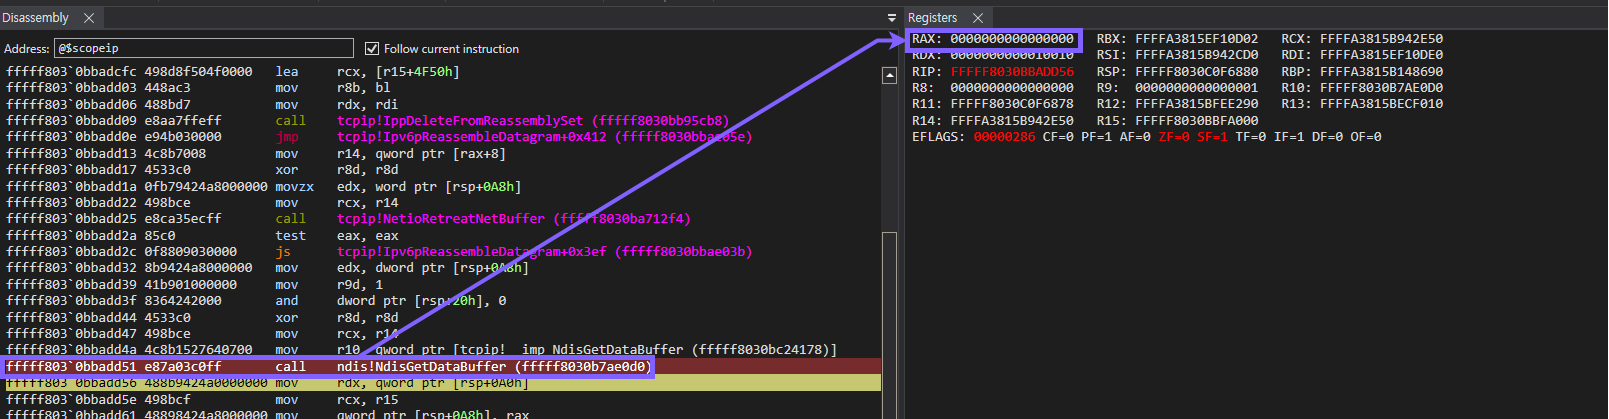 Disassembly
Address: @$scopeip Follow current instruction
fffff803`0bbadcfc 498d8f504f0000 lea rcx, [r15+4F50h]
fffff803`0bbadd03 448ac3 mov r8b, bl
fffff803`0bbadd06 488bd7 mov rdx, rdi
fffff803`0bbadd09 e8aa7ffeff call tcpip!IppDeleteFromReassemblySet (fffff8030bb95cb8)
fffff803`0bbadd0e e94b030000 jmp tcpip!Ipv6pReassembleDatagram+0x412 (fffff8030bbae05e)
fffff803`0bbadd13 4c8b7008 mov r14, qword ptr [rax+8]
fffff803`0bbadd17 4533c0 xor r8d, r8d
fffff803`0bbadd1a 0fb79424a8000000 movzx edx, word ptr [rsp+0A8h]
fffff803`0bbadd22 498bce mov rcx, r14
fffff803`0bbadd25 e8ca35ecff call tcpip!NetioRetreatNetBuffer (fffff8030ba712f4)
fffff803`0bbadd2a 85c0 test eax, eax
fffff803`0bbadd2c 0f8809030000 js tcpip!Ipv6pReassembleDatagram+0x3ef (fffff8030bbae03b)
fffff803`0bbadd32 8b9424a8000000 mov edx, dword ptr [rsp+0A8h]
fffff803`0bbadd39 41b901000000 mov r9d, 1
fffff803`0bbadd3f 8364242000 and dword ptr [rsp+20h], 0
fffff803`0bbadd44 4533c0 xor r8d, r8d
fffff803`0bbadd47 498bce mov rcx, r14
fffff803`0bbadd4a 4c8b1527640700 mov r10, qword ptr [tcpip!__imp_NdisGetDataBuffer (fffff8030bc24178)]
fffff803`0bbadd51 e87a03c0ff call ndis!NdisGetDataBuffer (fffff8030b7ae0d0)
fffff803`0bbadd56 488b9424a0000000 mov rdx, qword ptr [rsp+0A0h]
fffff803`0bbadd5e 498bcf mov rcx, r15
fffff803`0bbadd61 48898424a8000000 mov qword ptr [rsp+0A8h], rax
Registers
RAX: 0000000000000000 RBX: FFFFA3815EF10D02 RCX: FFFFA3815B942E50
RDX: 0000000000010010 RSI: FFFFA3815B942CD0 RDI: FFFFA3815EF10DE0
RIP: FFFFF8030BBADD56 RSP: FFFFF8030C0F6880 RBP: FFFFA3815B148690
R8: 0000000000000000 R9: 0000000000000001 R10: FFFFF8030B7AE0D0
R11: FFFFF8030C0F6878 R12: FFFFA3815BFEE290 R13: FFFFA3815BECF010
R14: FFFFA3815B942E50 R15: FFFFF8030BBFA000
EFLAGS: 00000286 CF=0 PF=1 AF=0 ZF=0 SF=1 TF=0 IF=1 DF=0 OF=0